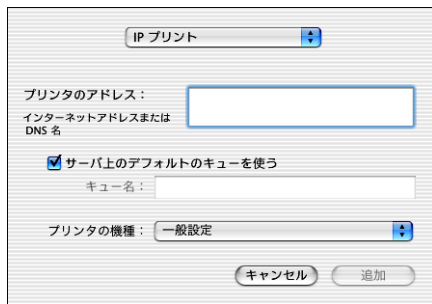 IP プリント
プリンタのアドレス：
インターネットアドレスまたは
DNS 名
サーバ上のデフォルトのキューを使う
キュー名：
プリンタの機種： 一般設定
キャンセル 追加